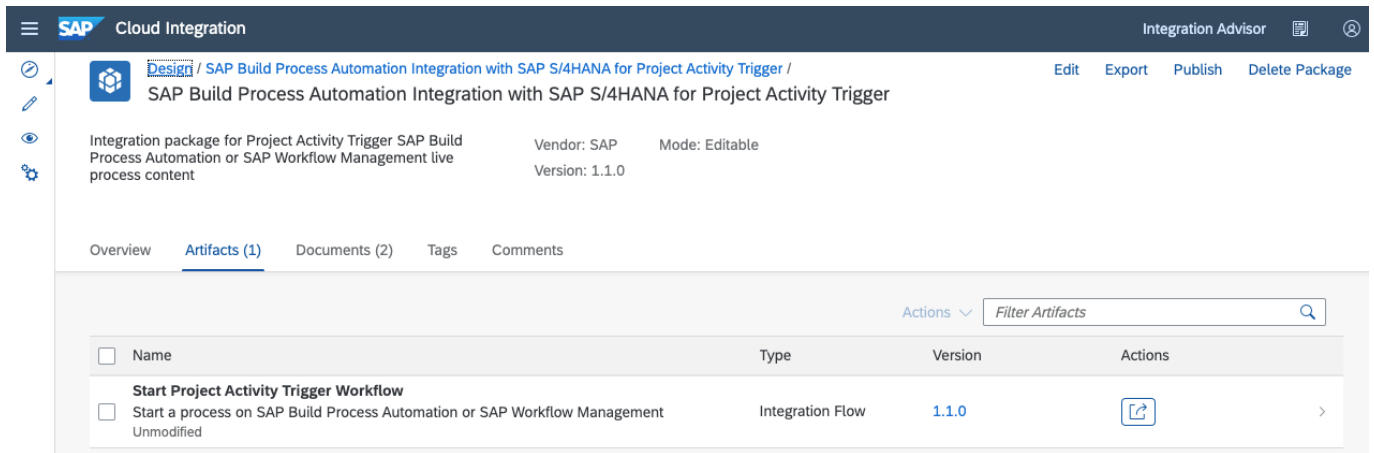 SAP Cloud Integration Integration Advisor
Design / SAP Build Process Automation Integration with SAP S/4HANA for Project Activity Trigger / Edit Export Publish Delete Package
SAP Build Process Automation Integration with SAP S/4HANA for Project Activity Trigger
Integration package for Project Activity Trigger SAP Build
Process Automation or SAP Workflow Management live
process content
Vendor: SAP Mode: Editable
Version: 1.1.0
Overview Artifacts (1) Documents (2) Tags Comments
Actions Filter Artifacts
Name Type Version Actions
Start Project Activity Trigger Workflow
Start a process on SAP Build Process Automation or SAP Workflow Management Integration Flow 1.1.0
Unmodified